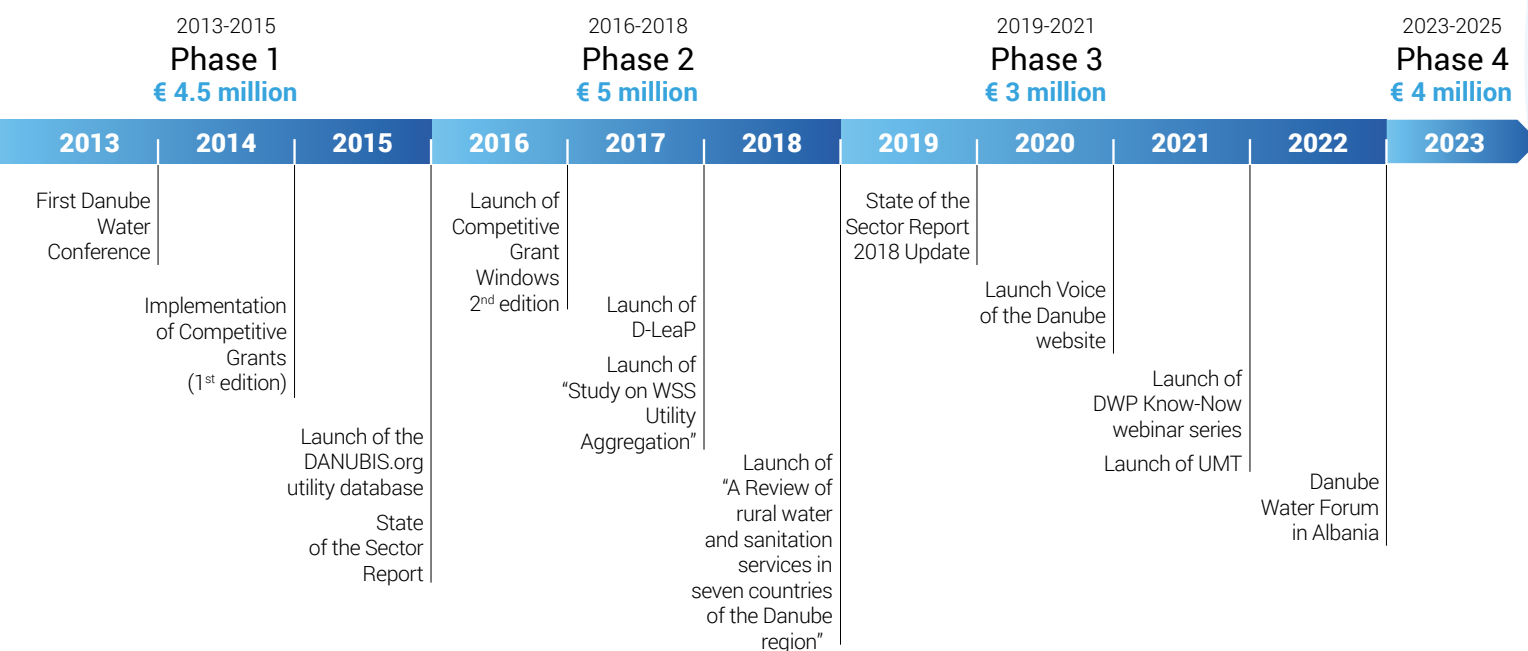 2013-2015
Phase 1
€ 4.5 million
2016-2018
Phase 2
€ 5 million
2019-2021
Phase 3
€ 3 million
2023-2025
Phase 4
€ 4 million
2013
2014
2015
2016
2017
2018
2019
2020
2021
2022
2023
First Danube
Water
Conference
Implementation
of Competitive
Grants
(1st edition)
Launch of the
DANUBIS.org
utility database
State
of the Sector
Report
Launch of
Competitive
Grant
Windows
2nd edition
Launch of
D-LeaP
Launch of
“Study on WSS
Utility
Aggregation”
Launch of
“A Review of
rural water
and sanitation
services in
seven countries
of the Danube
region”
State of the
Sector Report
2018 Update
Launch Voice
of the Danube
website
Launch of
DWP Know-Now
webinar series
Launch of UMT
Danube
Water Forum
in Albania